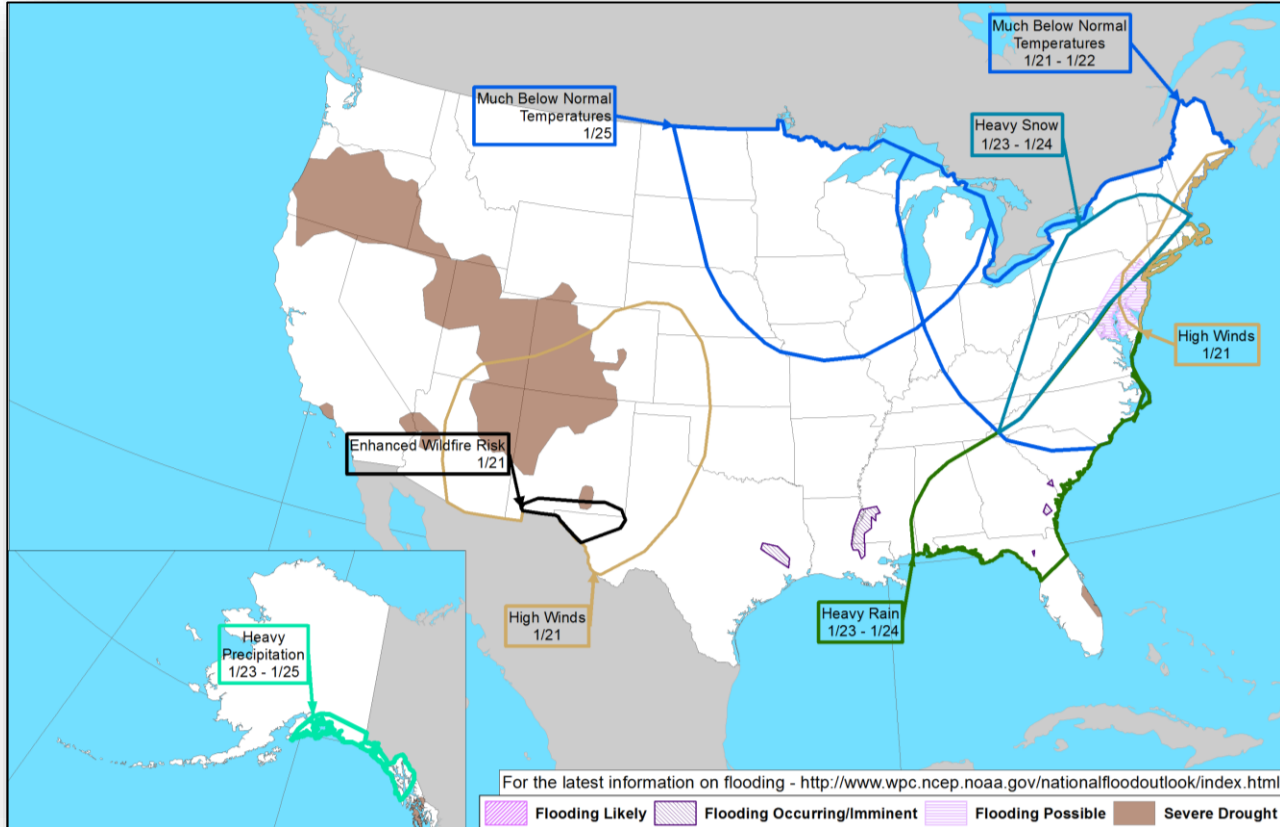 Much Below Normal
Temperatures
1/21 - 1/22
Much Below Normal
Temperatures
1/25
Heavy Snow
1/23 - 1/24
High Winds
1/21
Enhanced Wildfire Risk
1/21
High Winds
1/21
Heavy Rain
1/23 - 1/24
Heavy
Precipitation
1/23 - 1/25
For the latest information on flooding - http://www.wpc.ncep.noaa.gov/nationalfloodoutlook/index.html
Flooding Likely Flooding Occurring/Imminent Flooding Possible Severe Drought